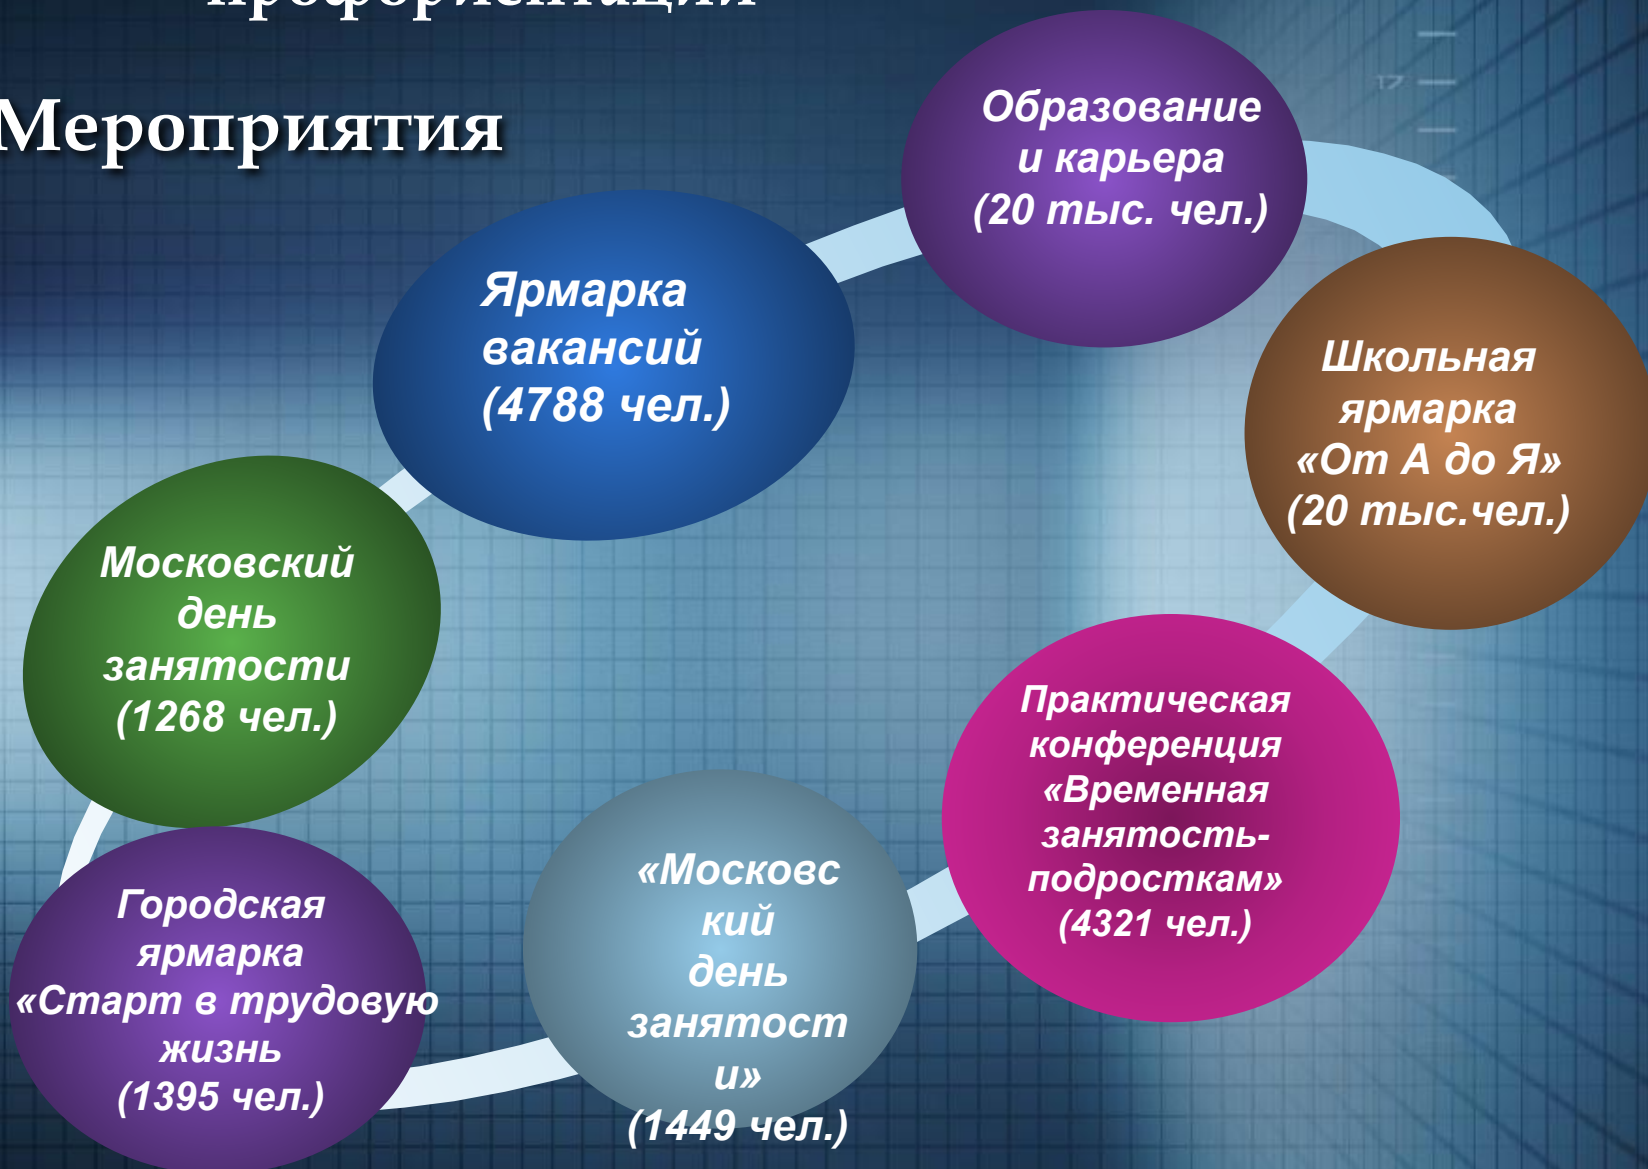 профориентации
Мероприятия
Образование
и карьера
(20 тыс. чел.)
Ярмарка
вакансий
(4788 чел.)
Школьная
ярмарка
«От А до Я»
(20 тыс.чел.)
Московский
день
занятости
(1268 чел.)
Практическая
конференция
«Временная
занятость-
подросткам»
(4321 чел.)
«Московс
кий
день
занятост
и»
(1449 чел.)
Городская
ярмарка
«Старт в трудовую
жизнь
(1395 чел.)
12